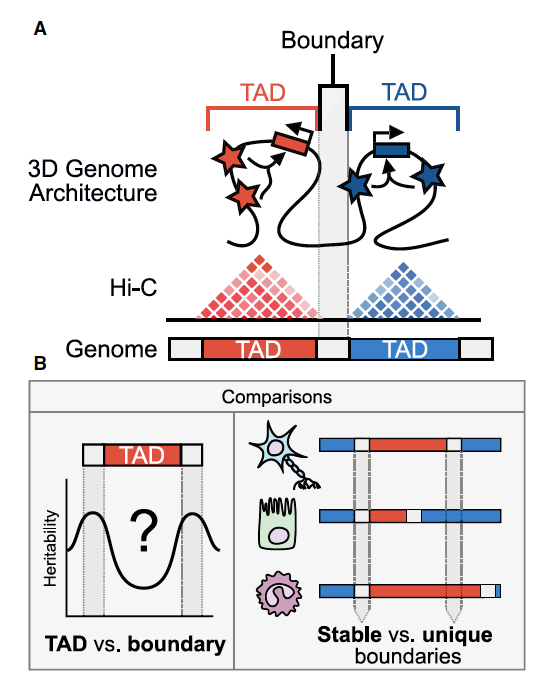 A
Boundary
TAD TAD
3D Genome
Architecture
Hi-C
Genome TAD TAD
B
Comparisons
TAD
Heritability
?
TAD vs. boundary
Stable vs. unique
boundaries